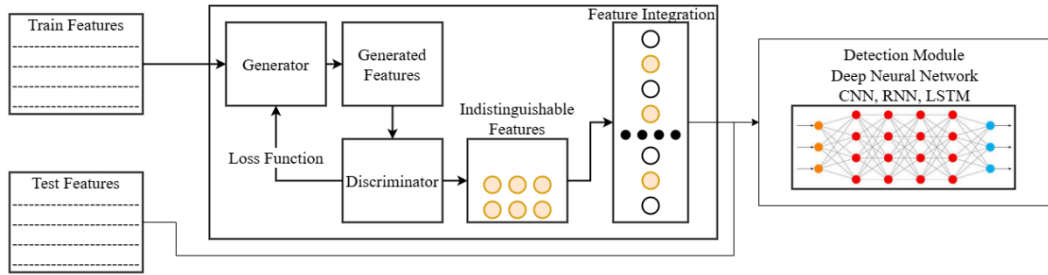 Train Features
Generator
Generated
Features
Loss Function
Discriminator
Indistinguishable
Features
Feature Integration
Detection Module
Deep Neural Network
CNN, RNN, LSTM
Test Features